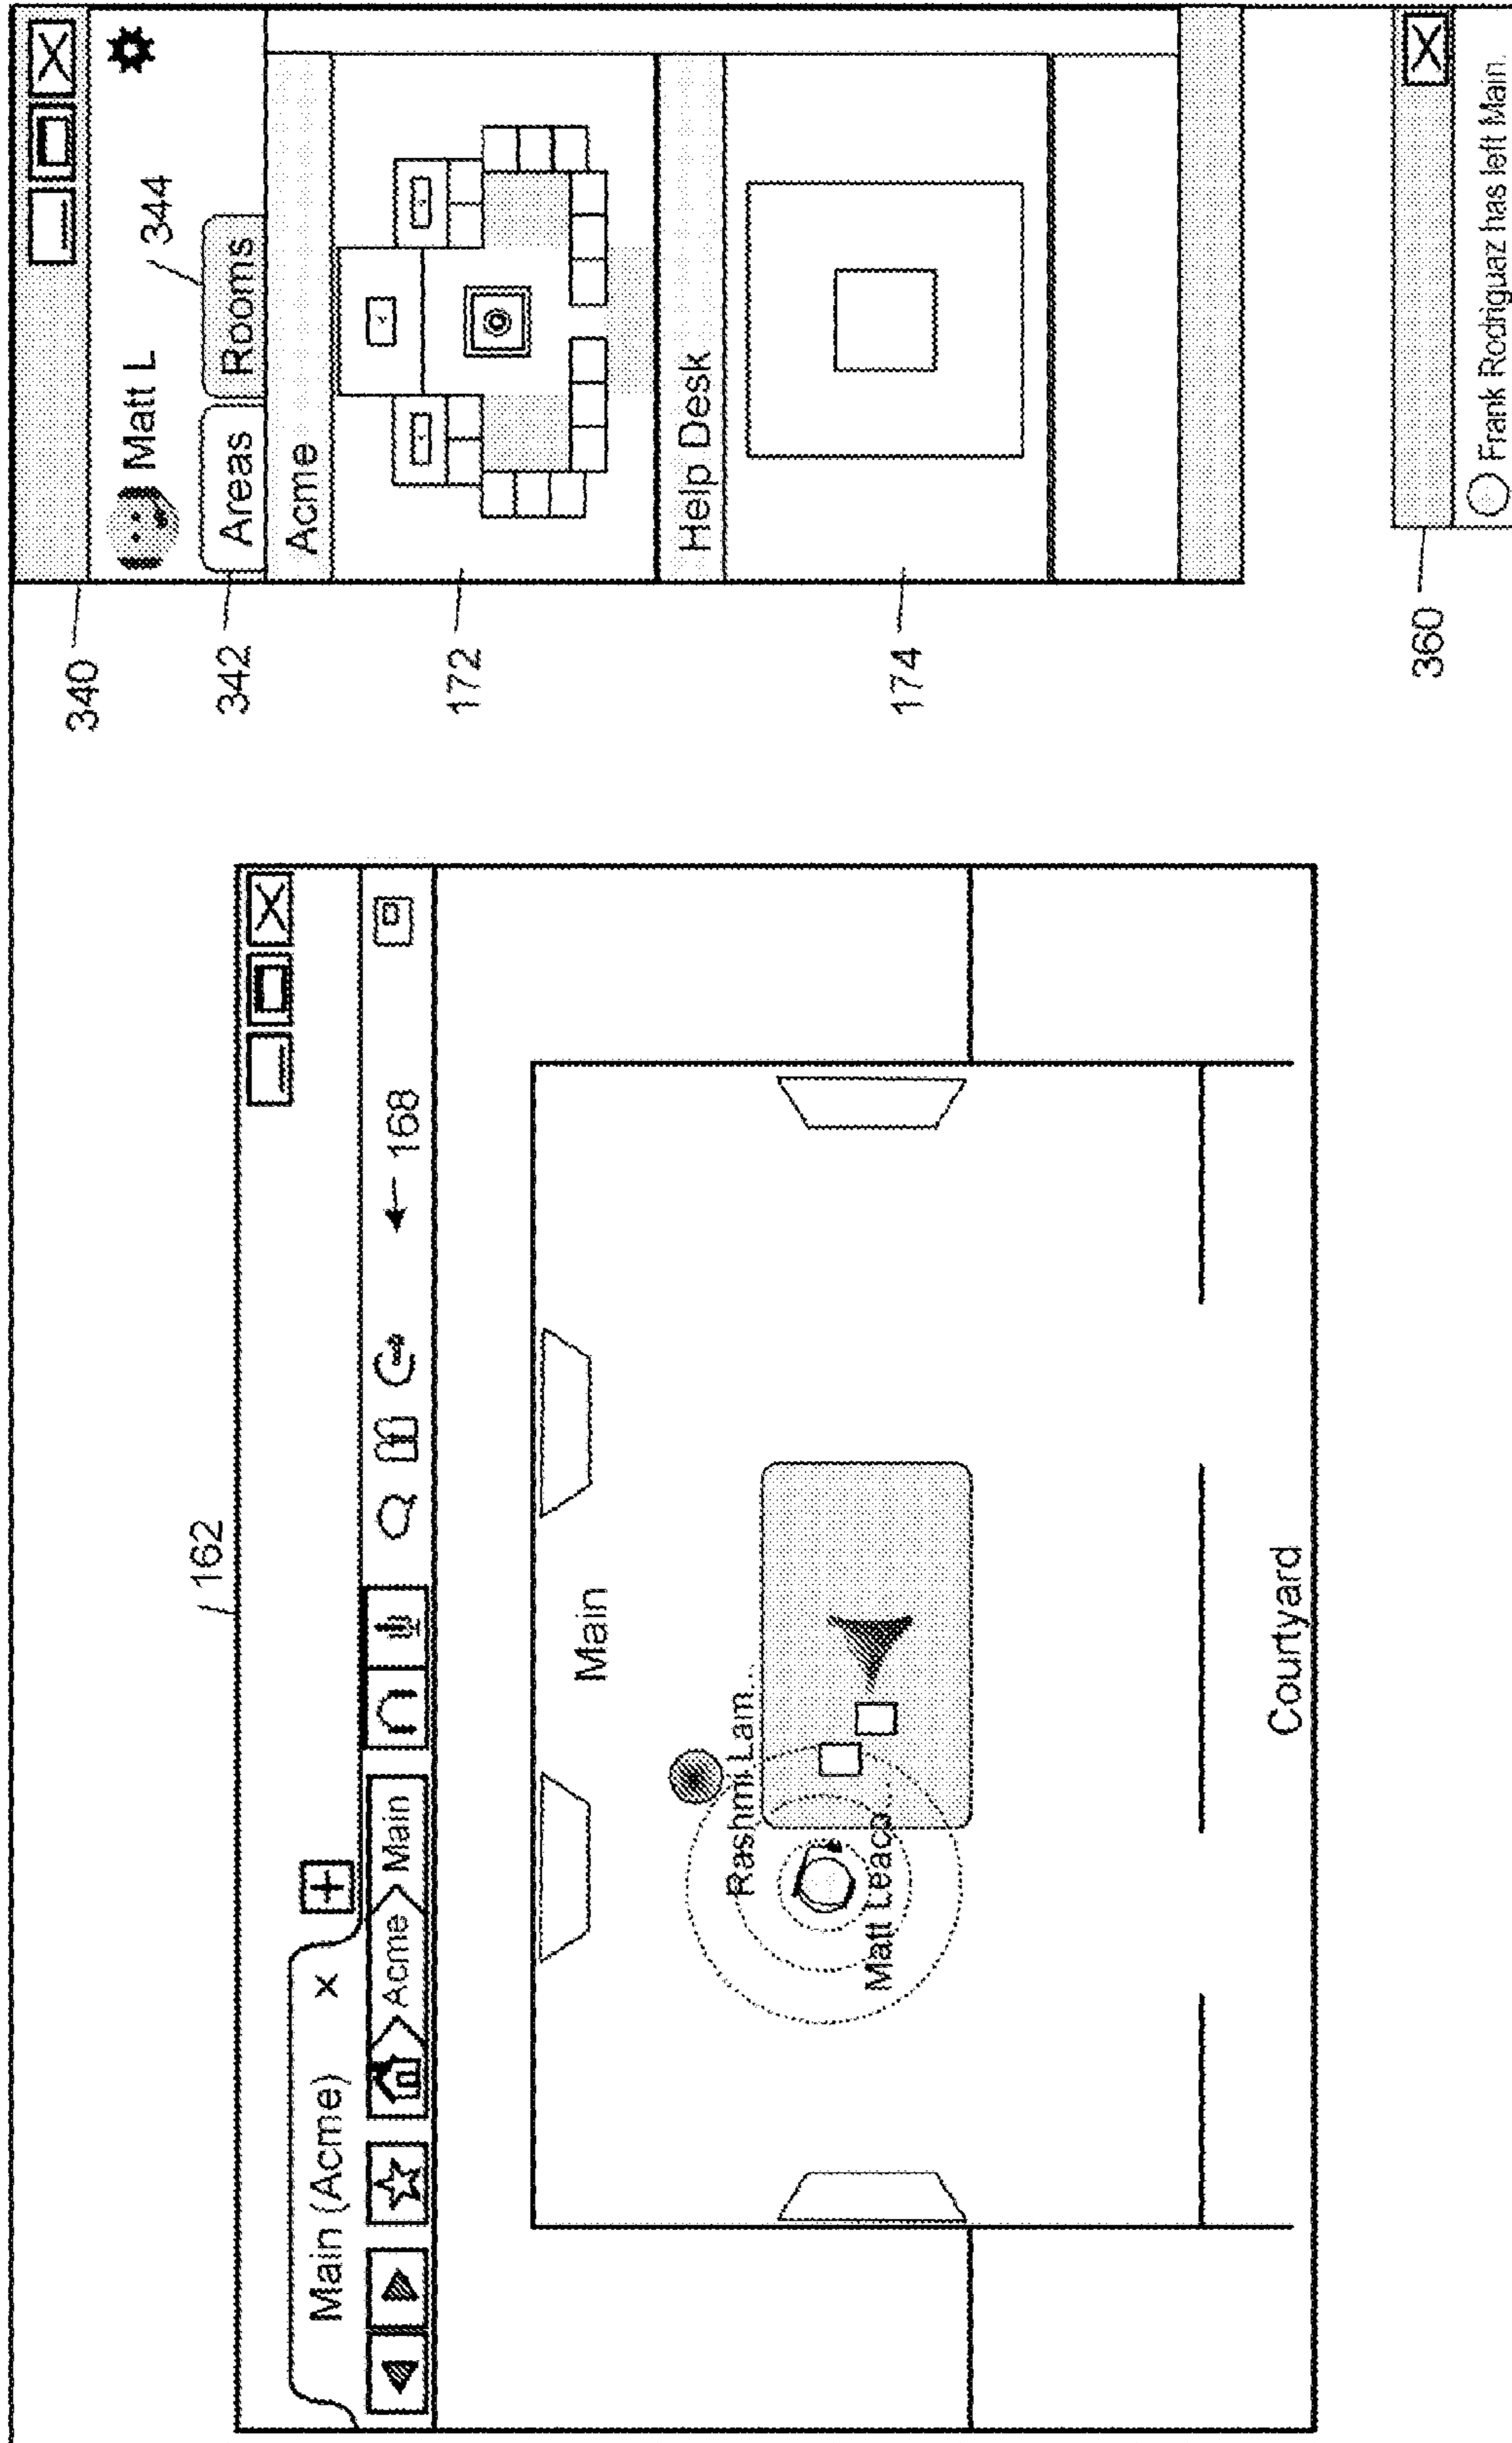 162
Main (Acme) x
Acme Main
168
Main
Rashmi Lam...
Matt Leaco...
Courtyard
340
Matt L
344
342
Areas Rooms
Acme
172
Help Desk
174
360
Frank Rodriguaz has left Main.